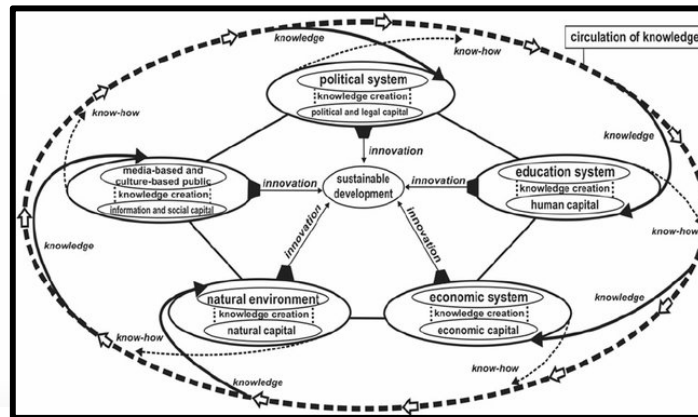 knowledge
know-how
circulation of knowledge
political system
knowledge creation
political and legal capital
know-how
innovation
knowledge
media-based and
culture-based public
knowledge creation
information and social capital
innovation
sustainable
development
innovation
education system
knowledge creation
human capital
know-how
knowledge
innovation
innovation
knowledge
natural environment
knowledge creation
natural capital
economic system
knowledge creation
economic capital
know-how
know-how
knowledge